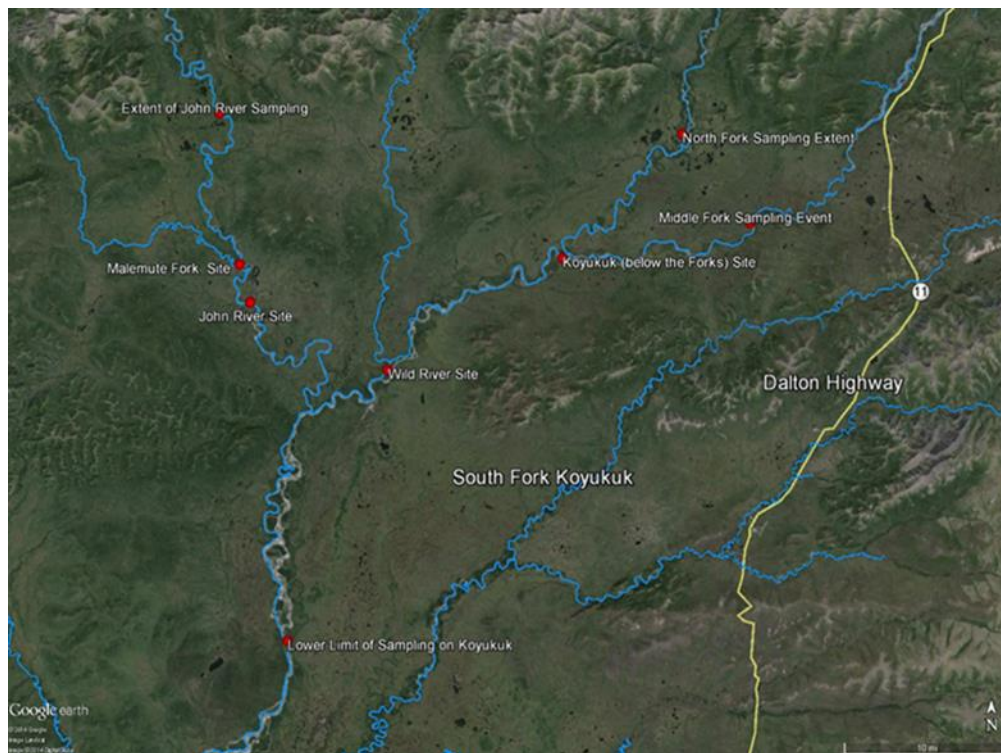 Extent of John River Sampling
North Fork Sampling Extent
Middle Fork Sampling Event
Malemute Fork Site
Koyukuk (below the Forks) Site
11
John River Site
Wild River Site
Dalton Highway
South Fork Koyukuk
Lower Limit of Sampling on Koyukuk
Google earth
N
10 mi